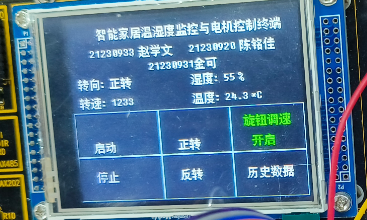 智能家居温湿度监控与电机控制终端
21230933 赵学文 21230920 陈铭佳
21230931金可
转向: 正转 湿度: 55%
转速: 1233 温度: 24.3*C
旋钮调速
启动 正转 开启
停止 反转 历史数据